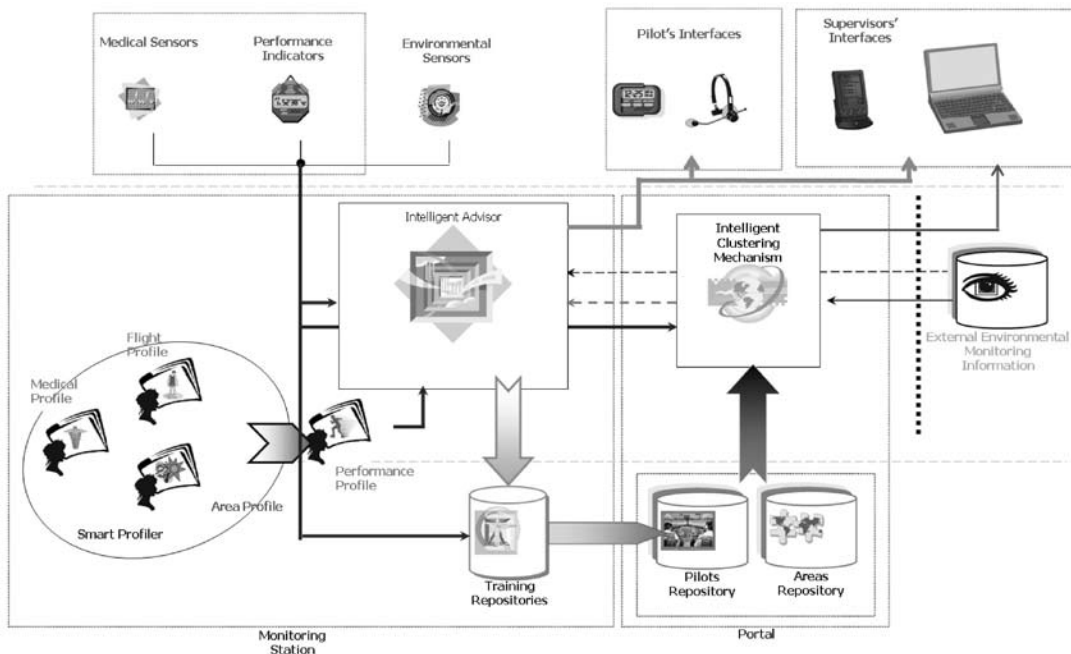 Medical Sensors
Performance
Indicators
Environmental
Sensors
Pilot's Interfaces
Supervisors'
Interfaces
Intelligent Advisor
Intelligent
Clustering
Mechanism
External Environmental
Monitoring
Information
Flight
Profile
Medical
Profile
Area Profile
Smart Profiler
Performance
Profile
Training
Repositories
Pilots
Repository
Areas
Repository
Monitoring
Station
Portal